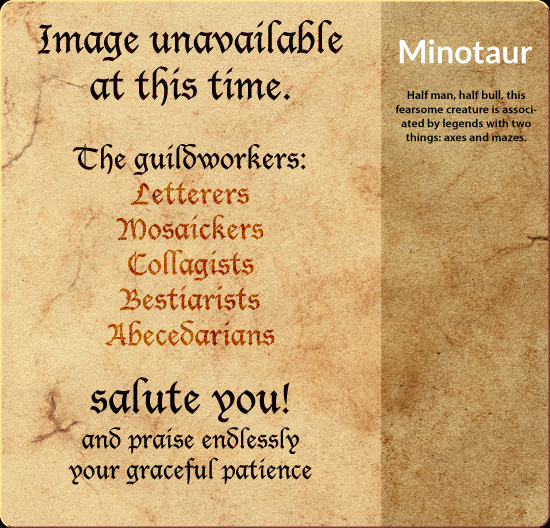 Image unavailable
at this time.
The guildworkers:
Letterers
Mosaickers
Collagists
Bestiarists
Abecedarians
salute you!
and praise endlessly
your graceful patience
Minotaur
Half man, half bull, this
fearsome creature is associ-
ated by legends with two
things: axes and mazes.